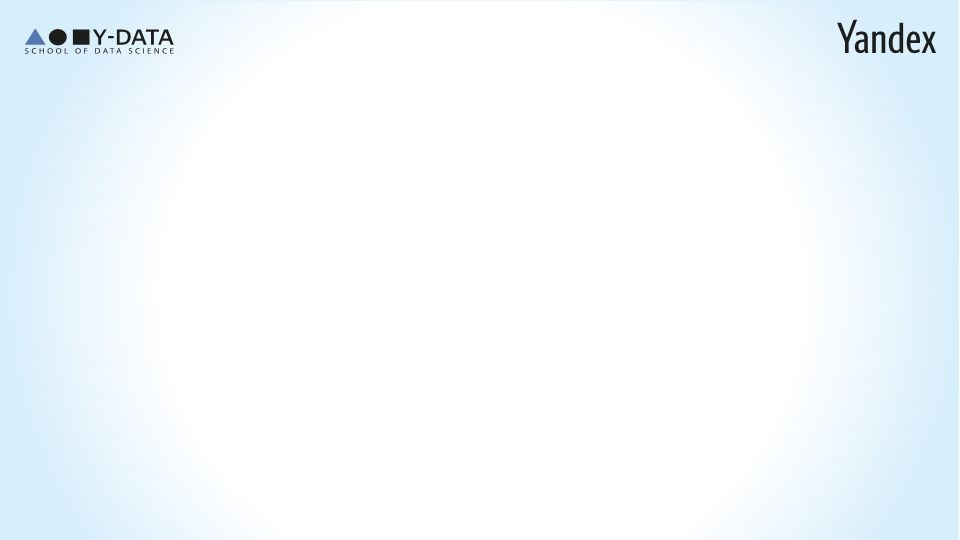 Y-DATA
SCHOOL OF DATA SCIENCE
Yandex